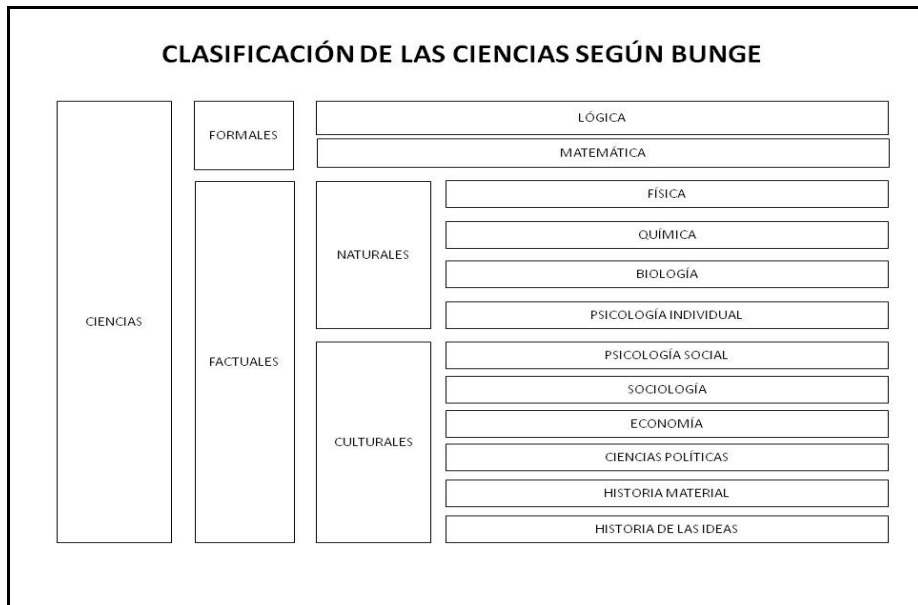 CLASIFICACIÓN DE LAS CIENCIAS SEGÚN BUNGE
CIENCIAS
FORMALES
LÓGICA
MATEMÁTICA
FACTUALES
NATURALES
FÍSICA
QUÍMICA
BIOLOGÍA
PSICOLOGÍA INDIVIDUAL
CULTURALES
PSICOLOGÍA SOCIAL
SOCIOLOGÍA
ECONOMÍA
CIENCIAS POLÍTICAS
HISTORIA MATERIAL
HISTORIA DE LAS IDEAS